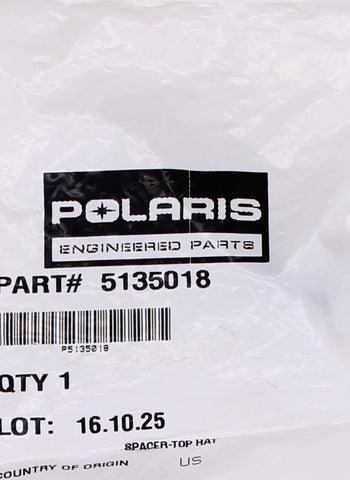 POLARIS
ENGINEERED PARTS
PART# 5135018
P5135018
QTY 1
LOT: 16.10.25
SPACER-TOP HAT
COUNTRY OF ORIGIN US